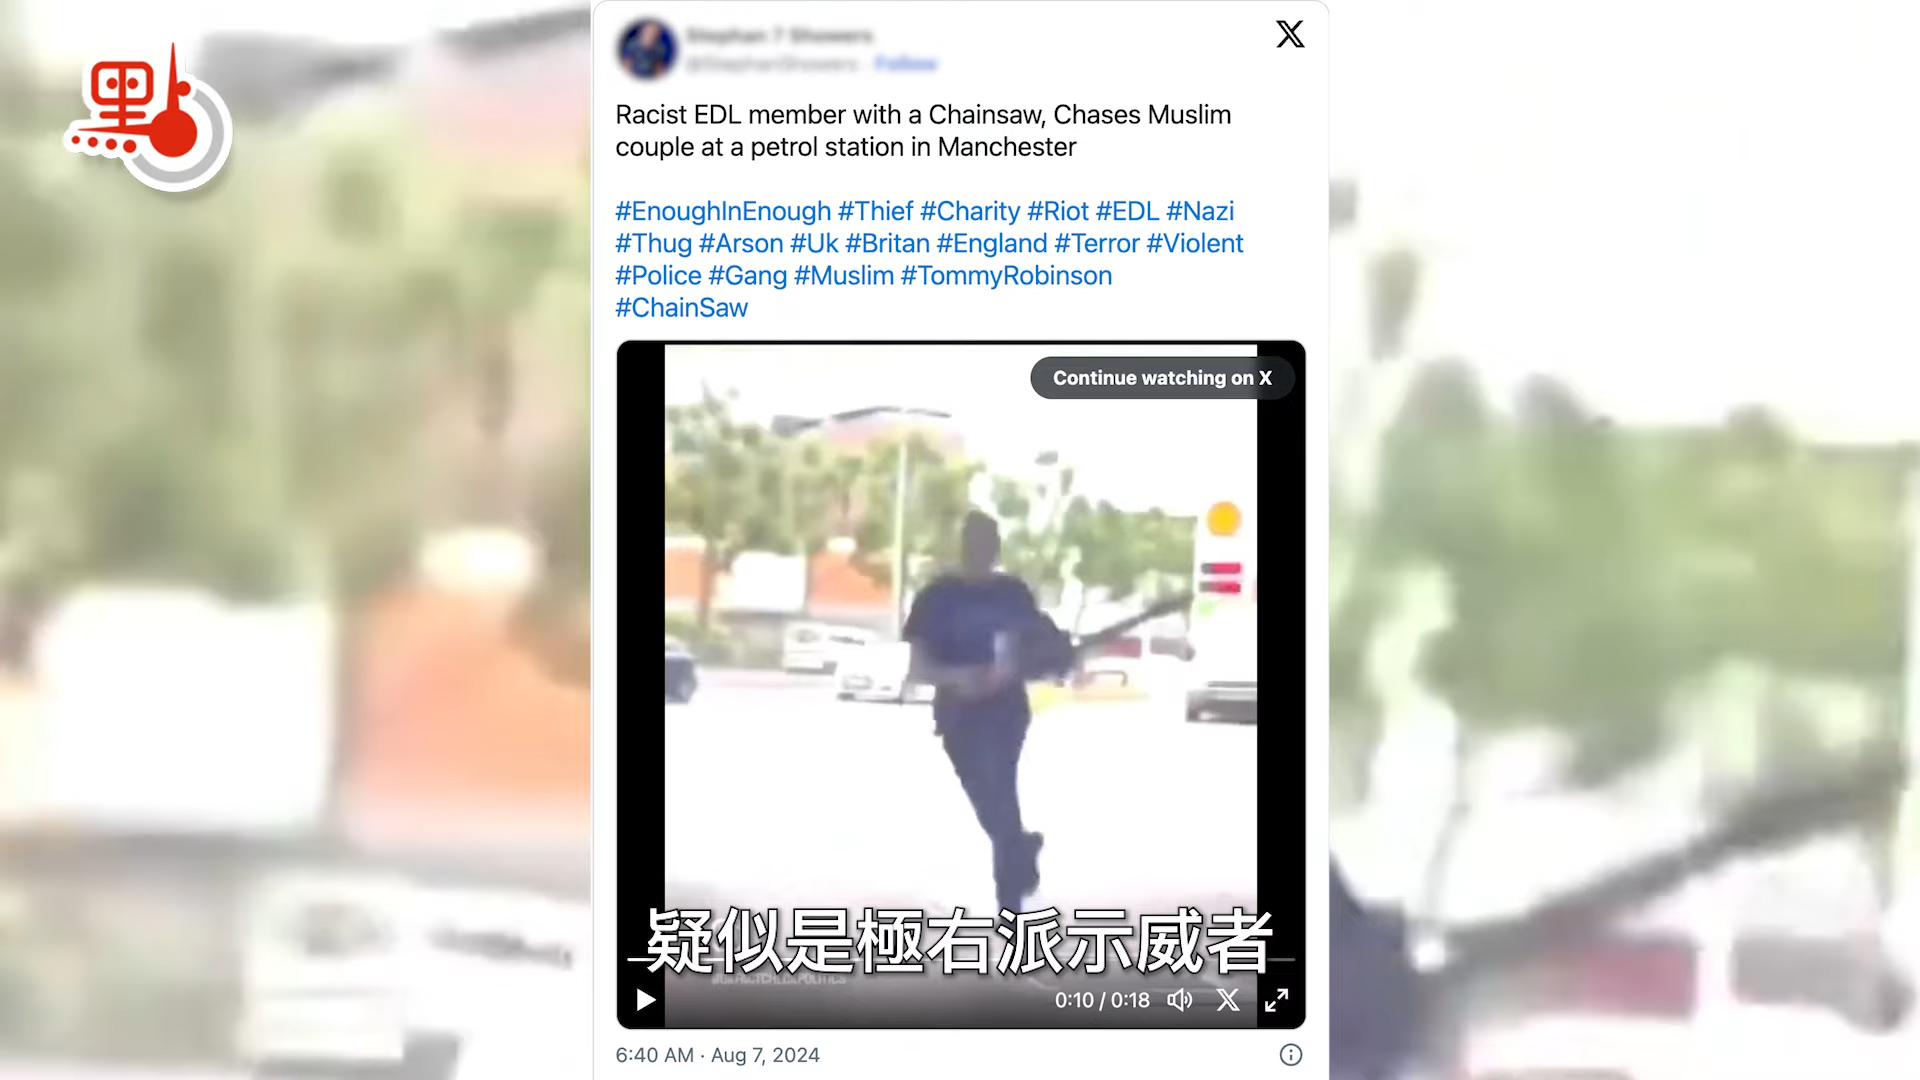 Racist EDL member with a Chainsaw, Chases Muslim
couple at a petrol station in Manchester
#EnoughInEnough #Thief #Charity #Riot #EDL #Nazi
#Thug #Arson #Uk #Britan #England #Terror #Violent
#Police #Gang #Muslim #TommyRobinson
#ChainSaw
Continue watching on X
疑似是極右派示威者
0:10 / 0:18
6:40 AM · Aug 7, 2024